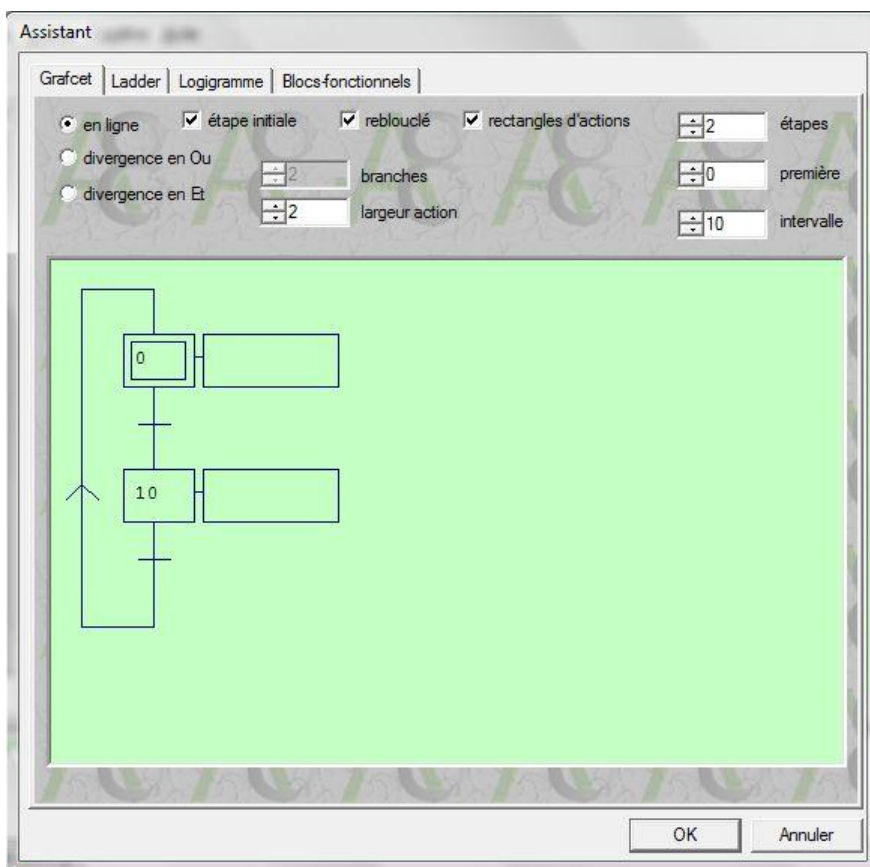 Assistant
Grafcet Ladder Logigramme Blocs-fonctionnels
en ligne étape initiale reblouclé rectangles d'actions 2 étapes
divergence en Ou 2 branches 0 première
divergence en Et 2 largeur action 10 intervalle
0
10
OK Annuler